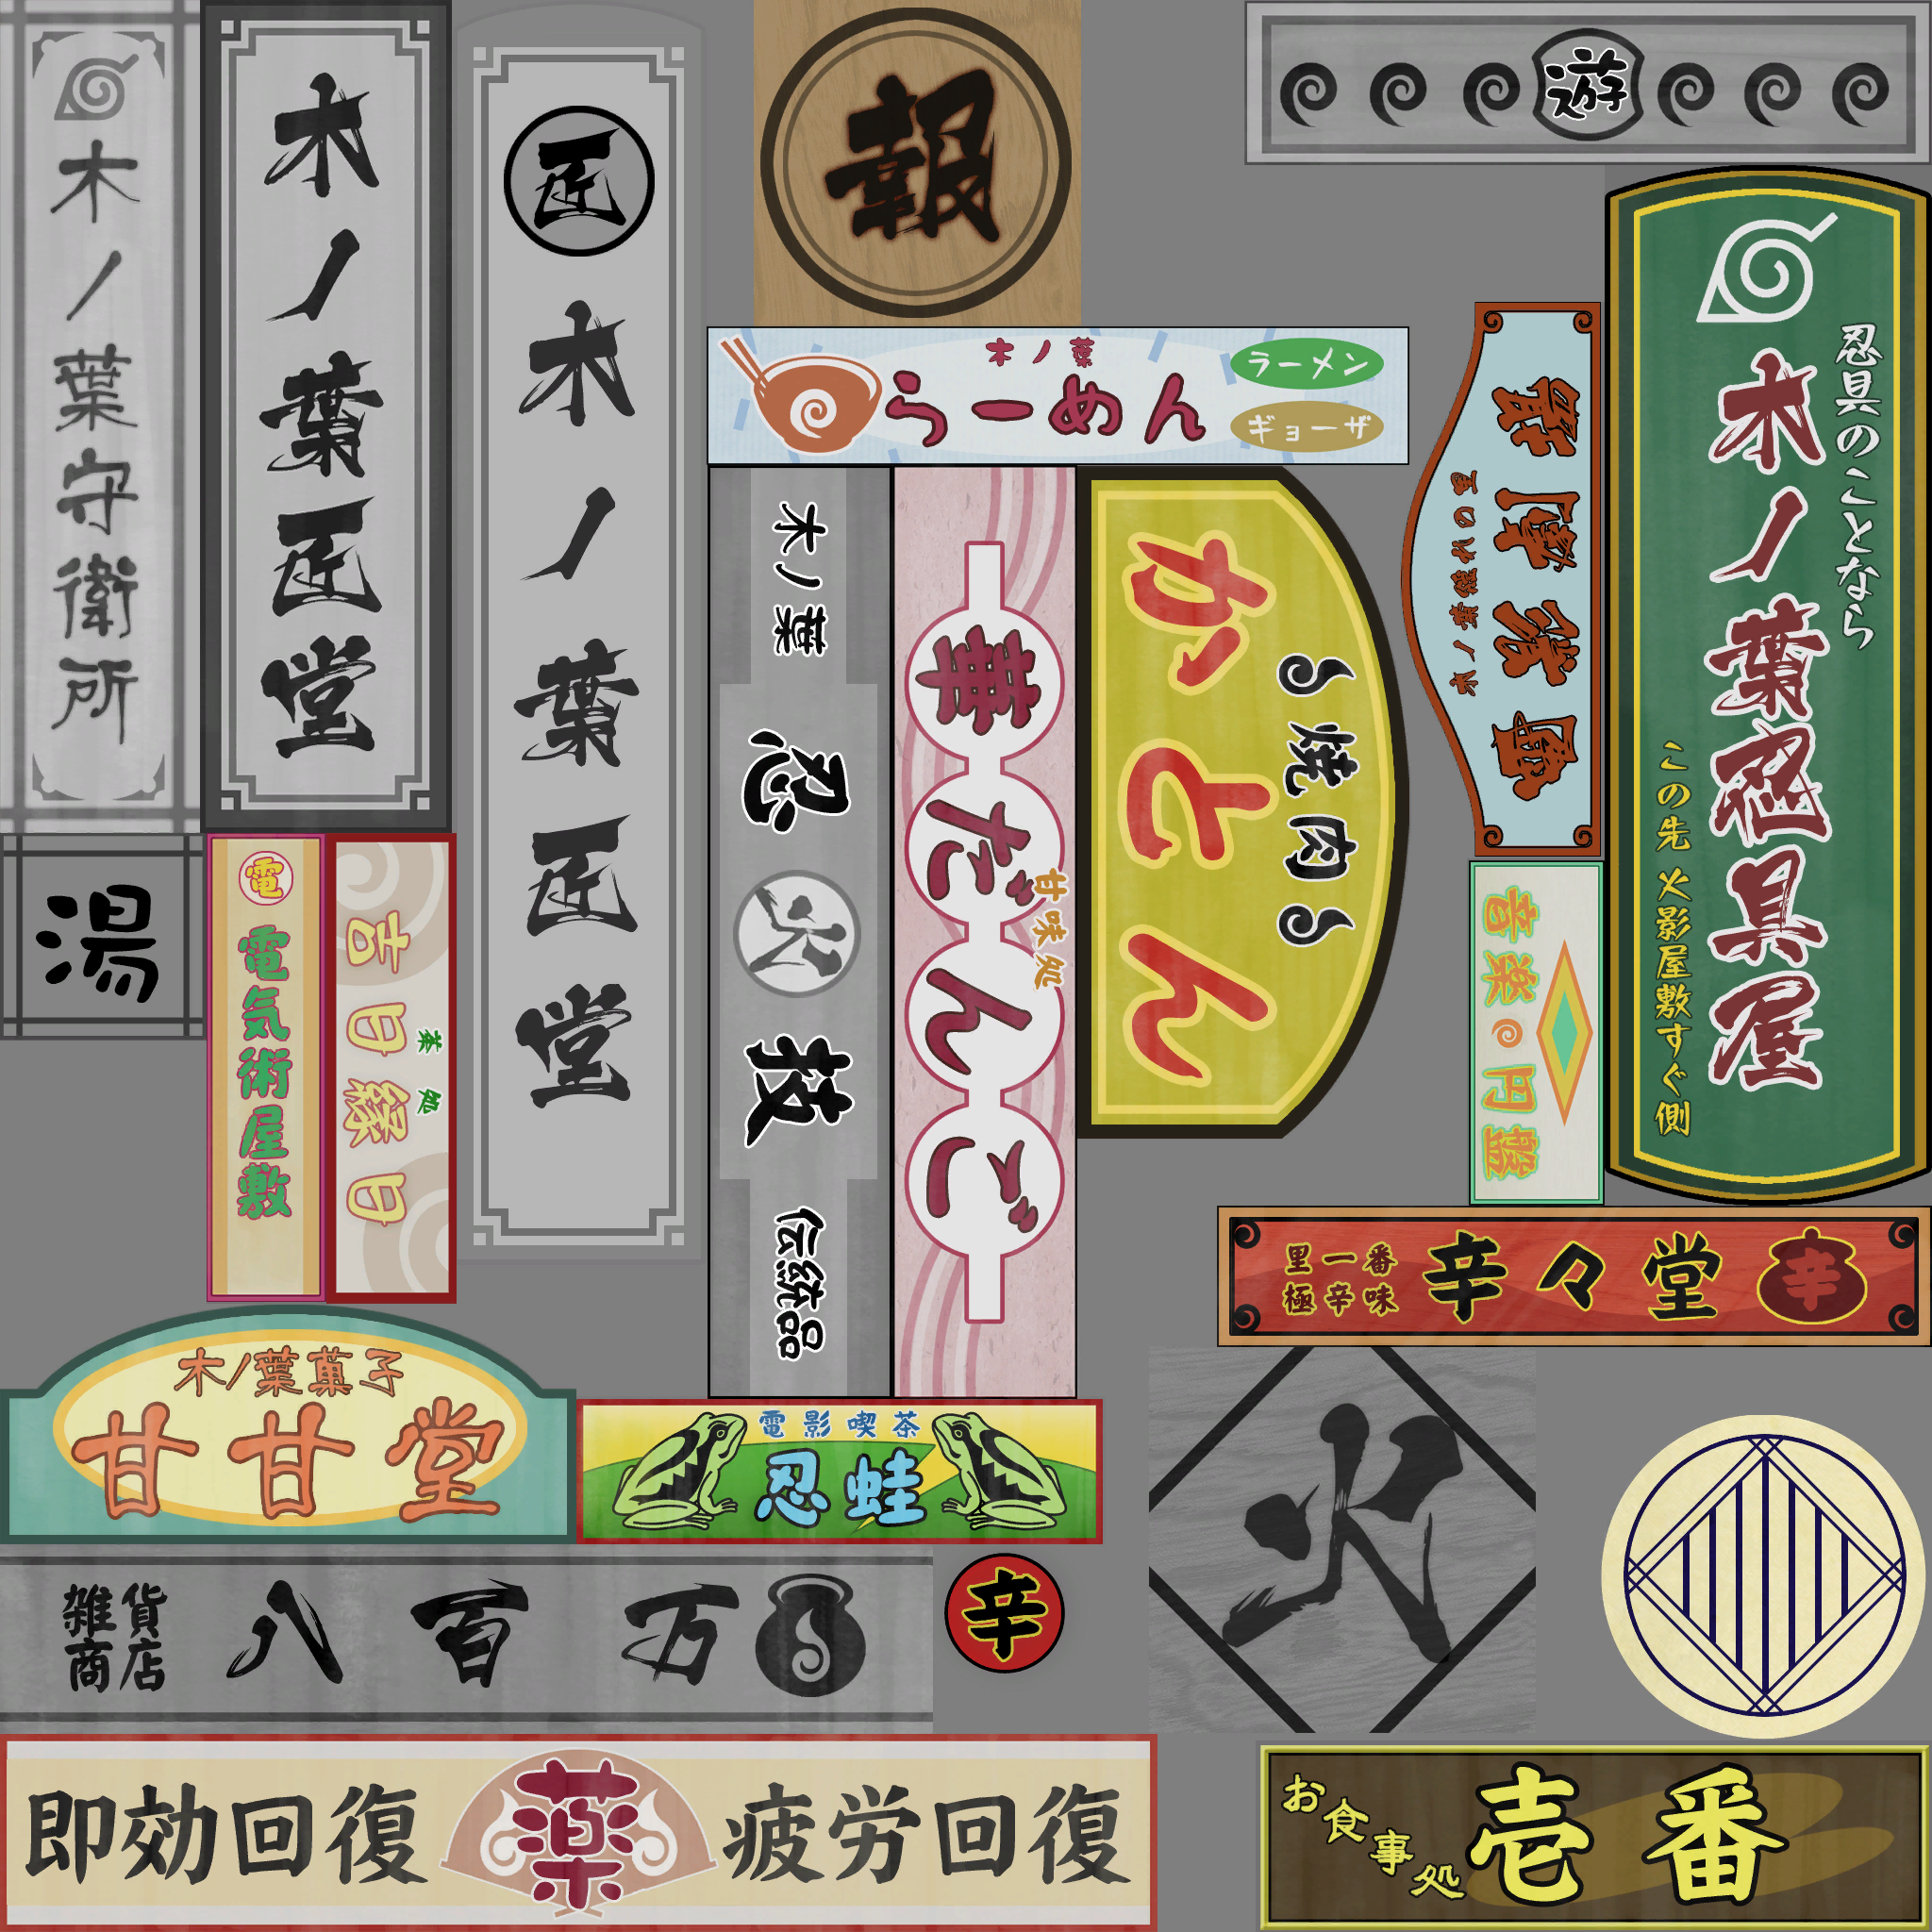 木ノ葉守衛所
木ノ葉匠堂
匠
木ノ葉匠堂
報
遊
木ノ葉
らーめん
ラーメン
ギョーザ
忍具のことなら
木ノ葉忍具屋
この先 火影屋敷すぐ側
木ノ葉
忍
火
技
伝統品
華だんご
甘味処
焼肉
かとん
木ノ葉隠れの里
音楽
円盤
湯
電
電気術屋敷
茶処
吉日縁日
里一番
極辛味
辛々堂
辛
木ノ葉菓子
甘甘堂
電影喫茶
忍蛙
雑貨
商店
八百万
辛
火
即効回復
薬
疲労回復
お食事処
壱番